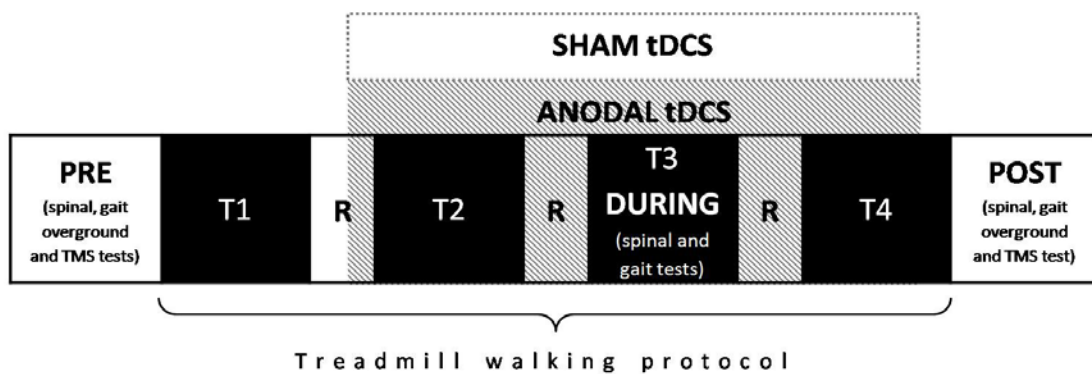 SHAM tDCS
ANODAL tDCS
PRE
(spinal, gait
overground
and TMS tests)
T1
R
T2
R
T3
DURING
(spinal and
gait tests)
R
T4
POST
(spinal, gait
overground
and TMS test)
Treadmill walking protocol